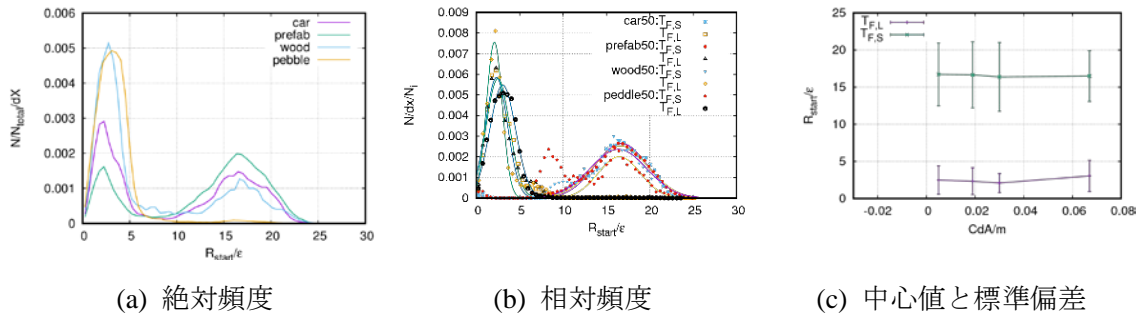 0.006
0.005
0.004
0.003
0.002
0.001
0
N/N_total/dX
car
prefab
wood
pebble
0 5 10 15 20 25 30
R_start/ε
(a) 絶対頻度
0.009
0.008
0.007
0.006
0.005
0.004
0.003
0.002
0.001
0
N/dx/N_i
car50:T_F,S
T_F,L
prefab50:T_F,S
T_F,L
wood50:T_F,S
T_F,L
peddle50:T_F,S
T_F,L
0 5 10 15 20 25 30
R_start/ε
(b) 相対頻度
25
20
15
10
5
0
R_start/ε
T_F,L
T_F,S
-0.02 0 0.02 0.04 0.06 0.08
CdA/m
(c) 中心値と標準偏差